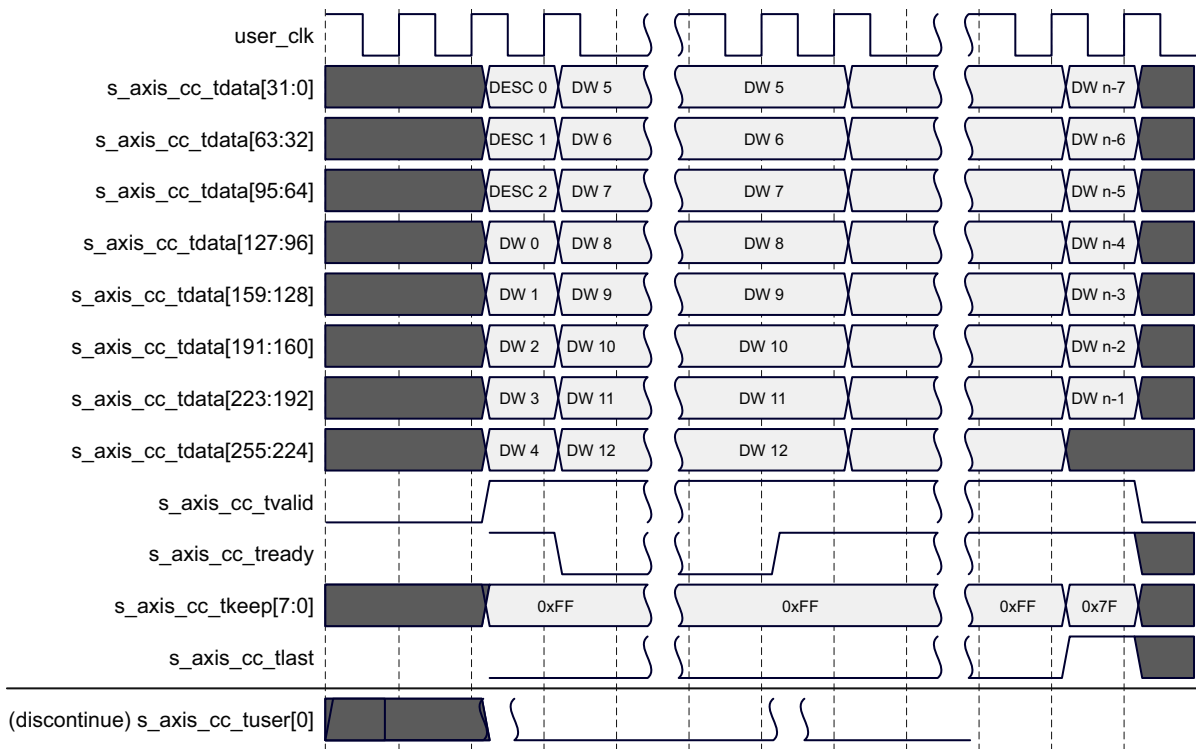 user_clk
s_axis_cc_tdata[31:0] DESC 0 DW 5 DW 5 DW n-7
s_axis_cc_tdata[63:32] DESC 1 DW 6 DW 6 DW n-6
s_axis_cc_tdata[95:64] DESC 2 DW 7 DW 7 DW n-5
s_axis_cc_tdata[127:96] DW 0 DW 8 DW 8 DW n-4
s_axis_cc_tdata[159:128] DW 1 DW 9 DW 9 DW n-3
s_axis_cc_tdata[191:160] DW 2 DW 10 DW 10 DW n-2
s_axis_cc_tdata[223:192] DW 3 DW 11 DW 11 DW n-1
s_axis_cc_tdata[255:224] DW 4 DW 12 DW 12
s_axis_cc_tvalid
s_axis_cc_tready
s_axis_cc_tkeep[7:0] 0xFF 0xFF 0xFF 0x7F
s_axis_cc_tlast
(discontinue) s_axis_cc_tuser[0]